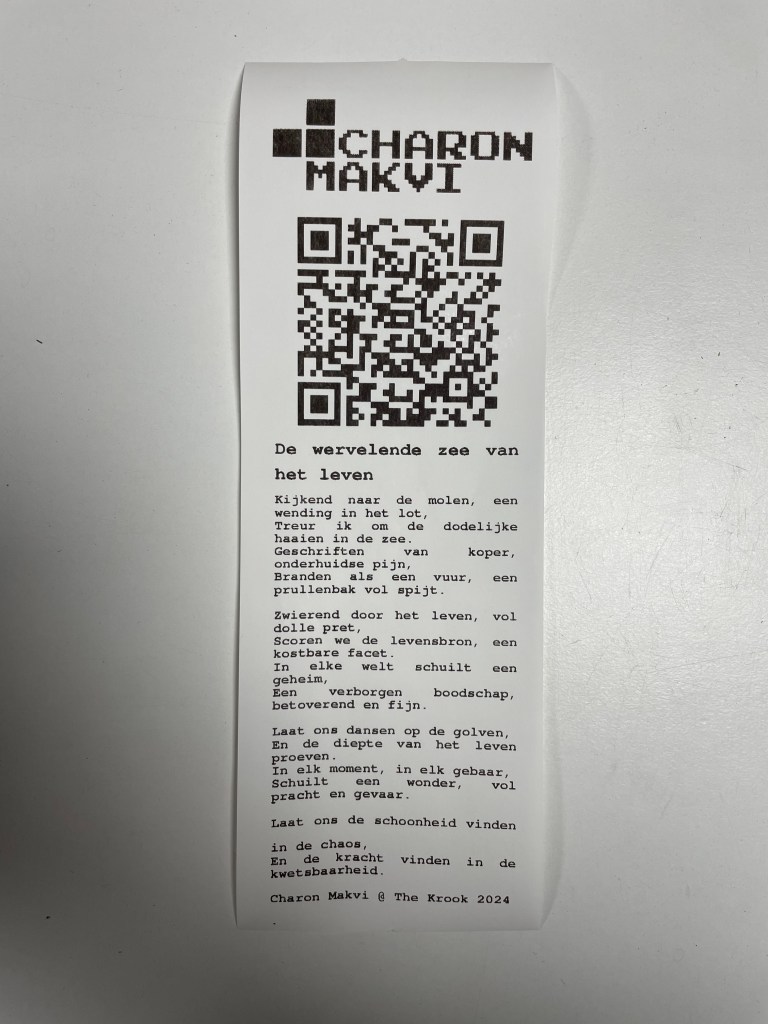 CHARON
MAKVI
De wervelende zee van
het leven
Kijkend naar de molen, een
wending in het lot,
Treur ik om de dodelijke
haaien in de zee.
Geschriften van koper,
onderhuidse pijn,
Branden als een vuur, een
prullenbak vol spijt.
Zwierend door het leven, vol
dolle pret,
Scoren we de levensbron, een
kostbare facet.
In elke welt schuilt een
geheim,
Een verborgen boodschap,
betoverend en fijn.
Laat ons dansen op de golven,
En de diepte van het leven
proeven.
In elk moment, in elk gebaar,
Schuilt een wonder, vol
pracht en gevaar.
Laat ons de schoonheid vinden
in de chaos,
En de kracht vinden in de
kwetsbaarheid.
Charon Makvi @ The Krook 2024